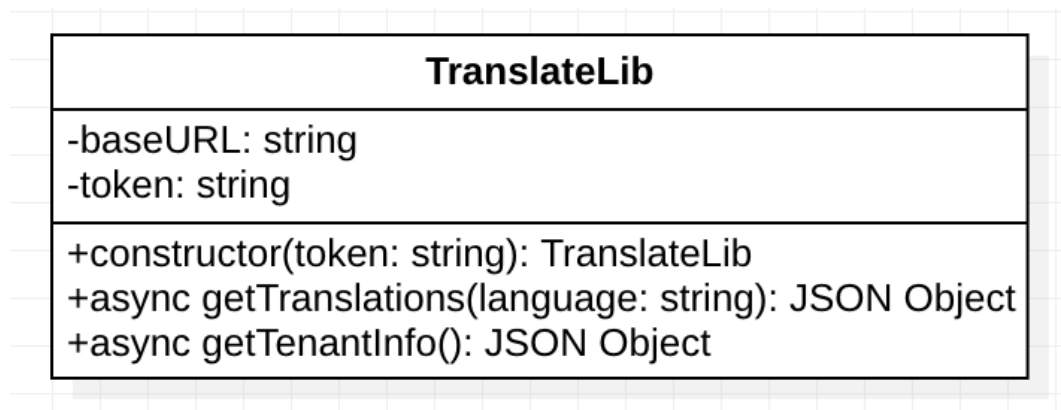 TranslateLib
-baseURL: string
-token: string
+constructor(token: string): TranslateLib
+async getTranslations(language: string): JSON Object
+async getTenantInfo(): JSON Object